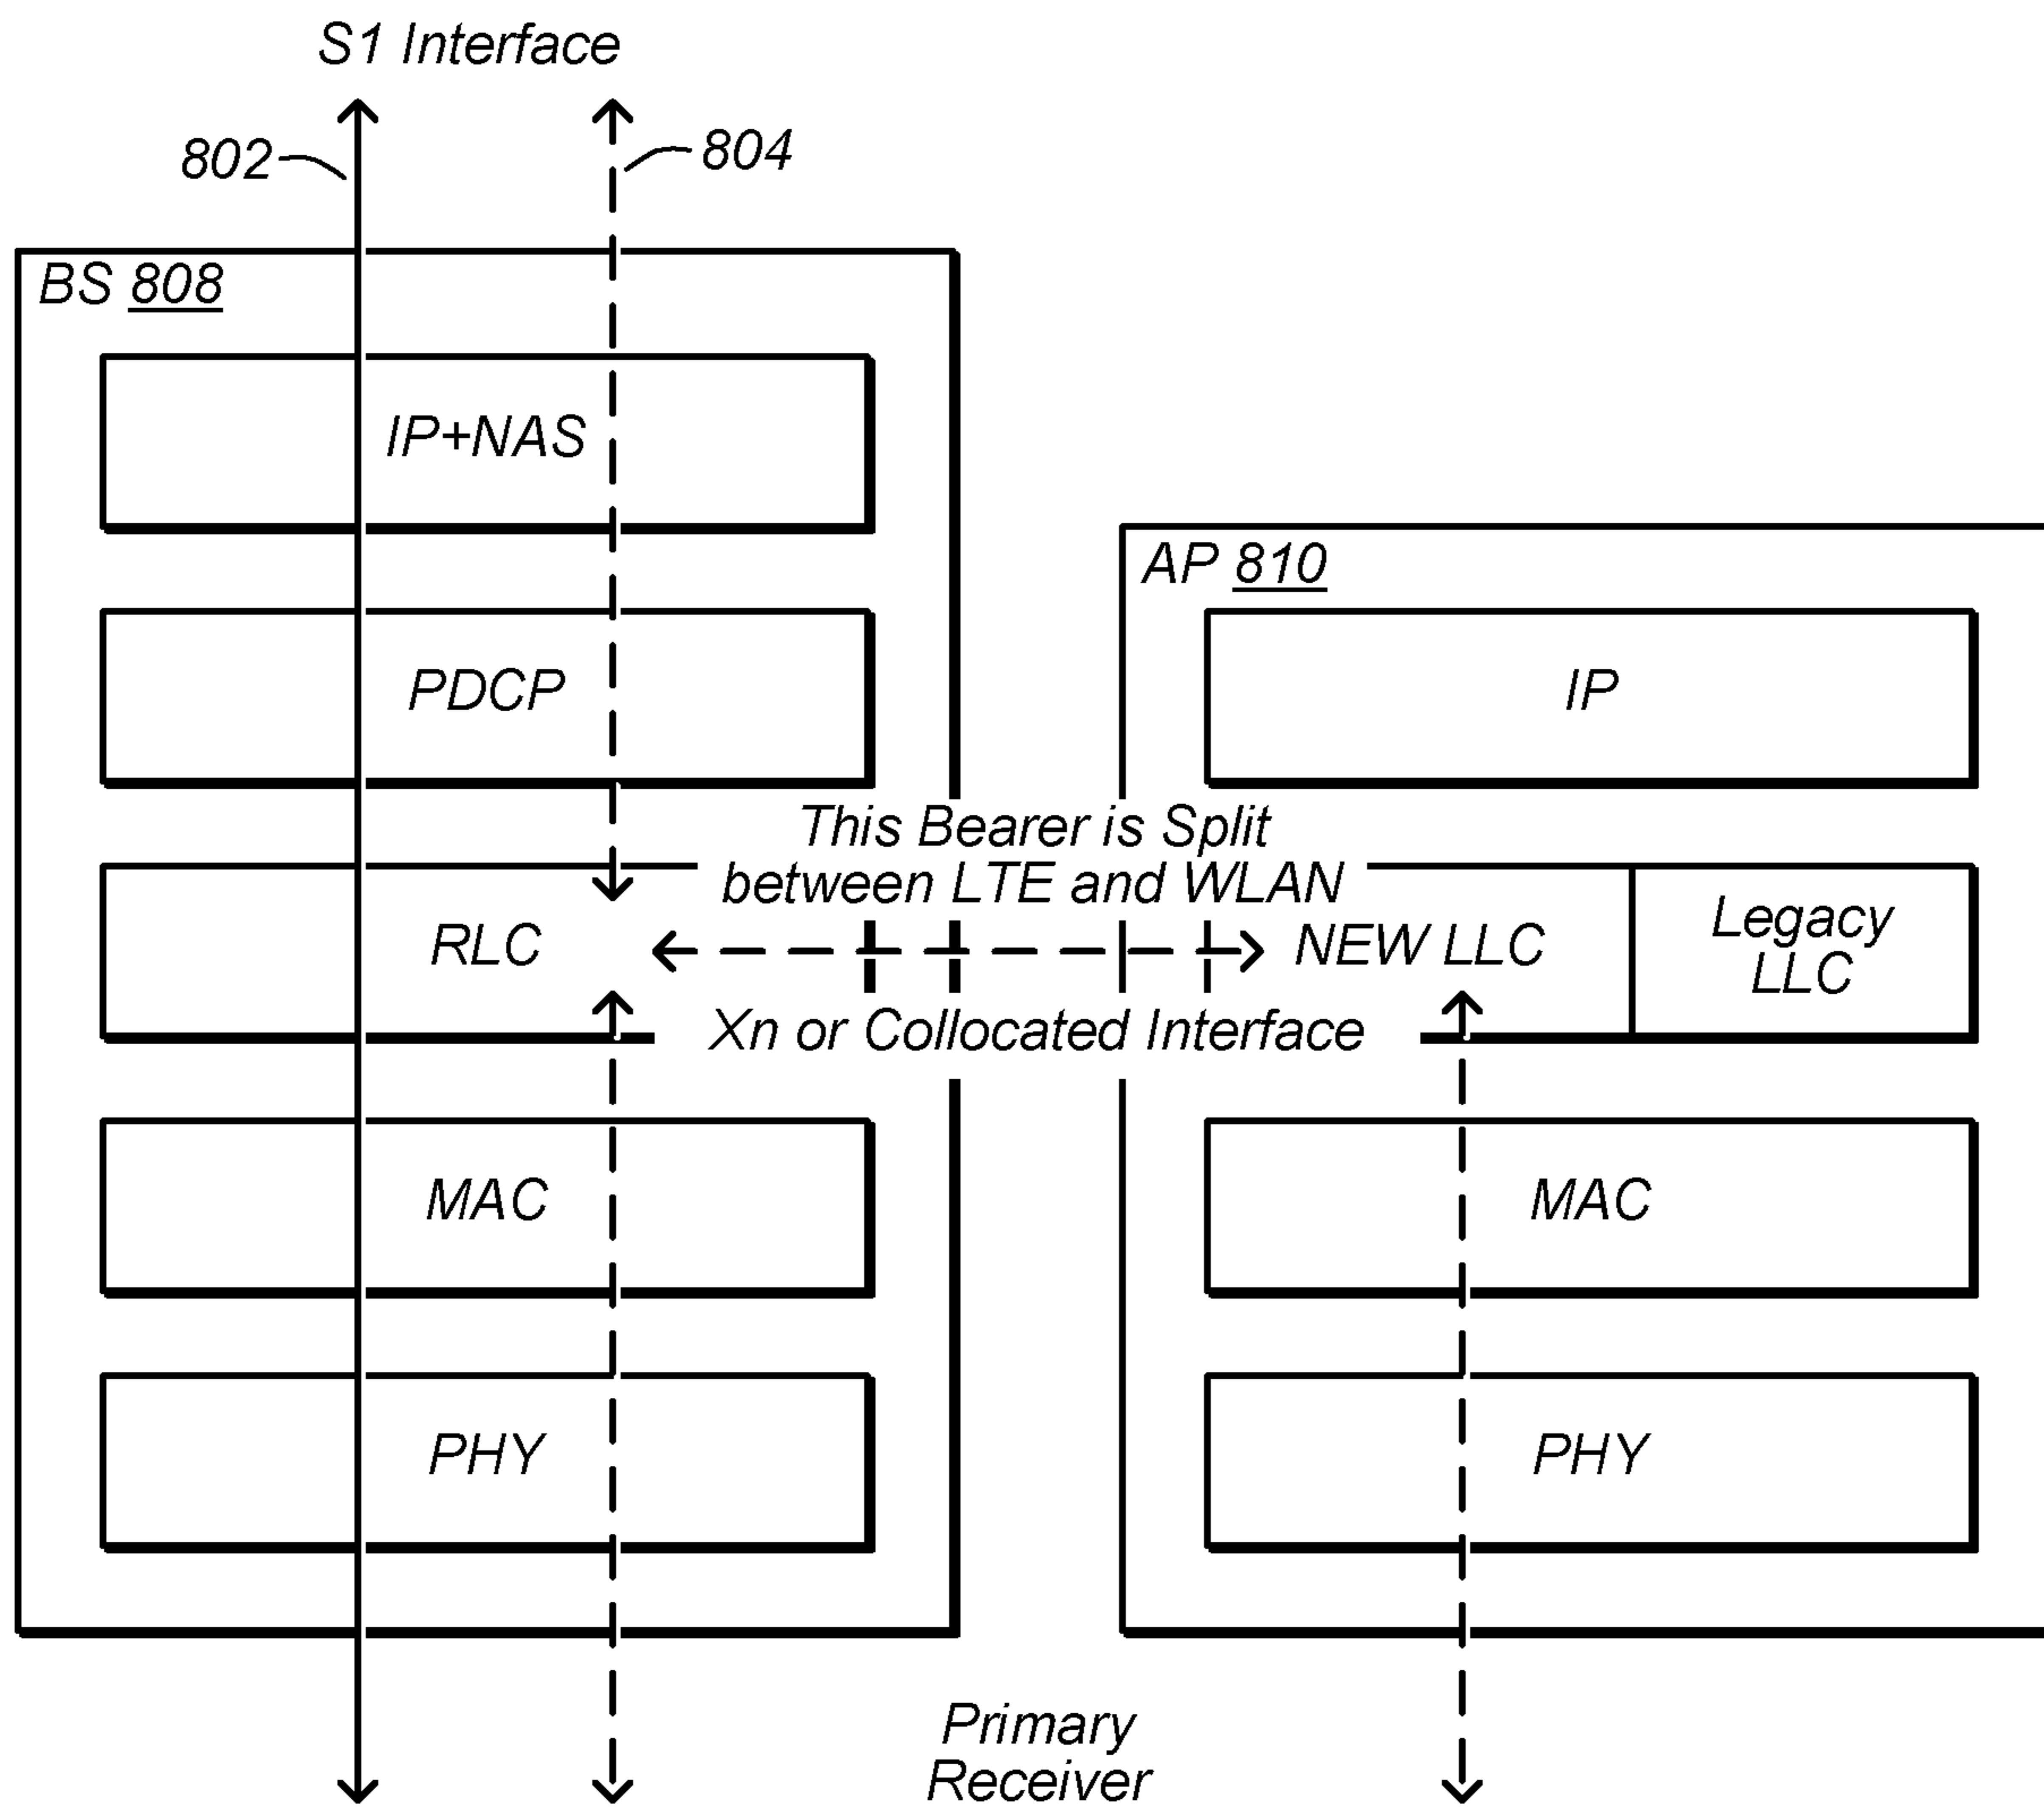 S1 Interface
802
804
BS 808
IP+NAS
AP 810
PDCP
IP
This Bearer is Split
between LTE and WLAN
RLC
NEW LLC
Legacy
LLC
Xn or Collocated Interface
MAC
MAC
PHY
PHY
Primary
Receiver